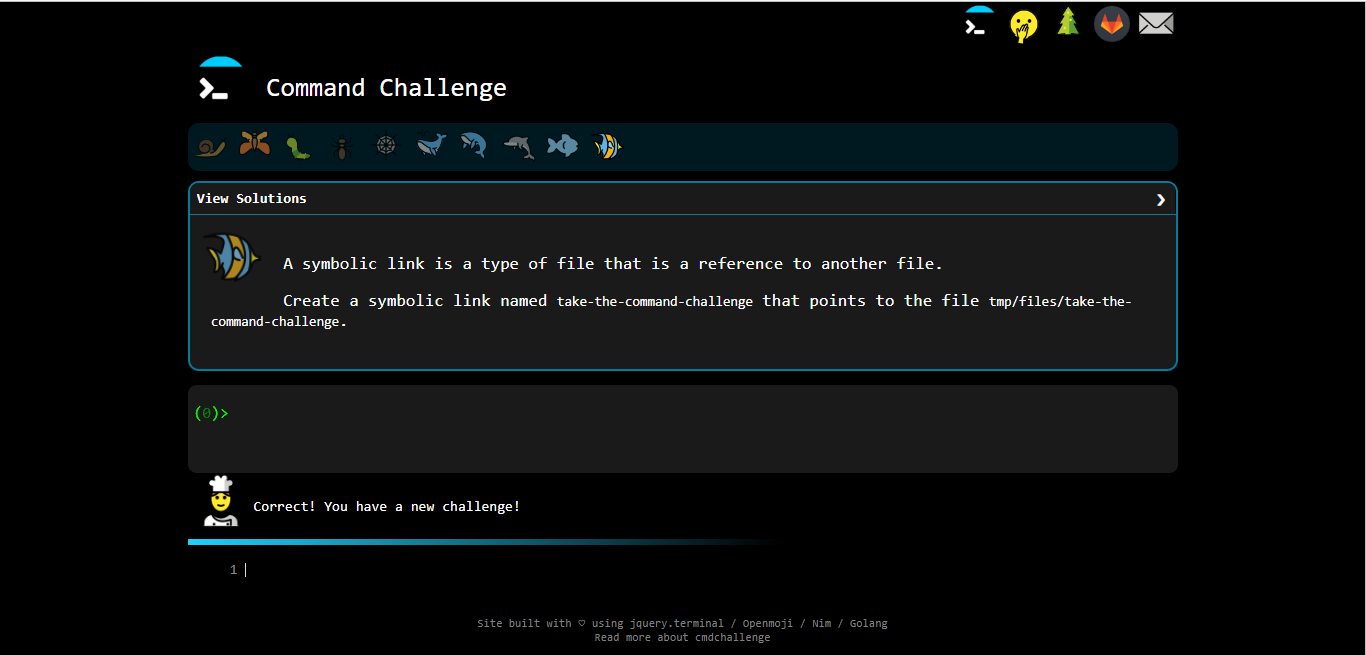 Command Challenge
View Solutions
A symbolic link is a type of file that is a reference to another file.
Create a symbolic link named take-the-command-challenge that points to the file tmp/files/take-the-
command-challenge.
(0)>
Correct! You have a new challenge!
1
Site built with ♡ using jquery.terminal / Openmoji / Nim / Golang
Read more about cmdchallenge